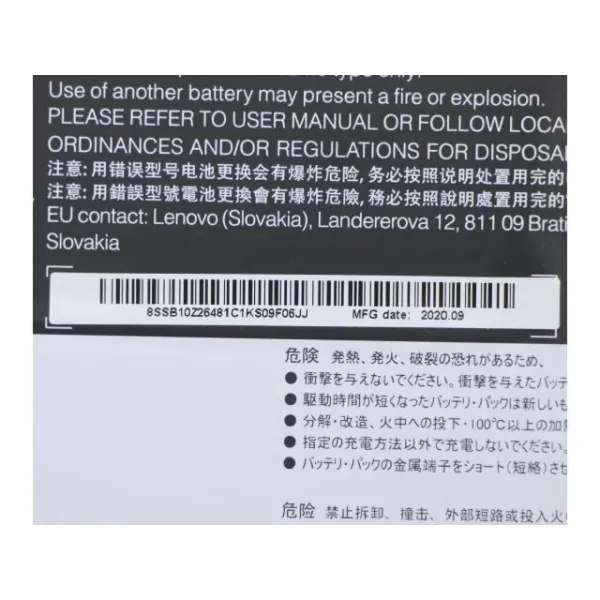 type only.
Use of another battery may present a fire or explosion.
PLEASE REFER TO USER MANUAL OR FOLLOW LOCA
ORDINANCES AND/OR REGULATIONS FOR DISPOSA
注意: 用错误型号电池更换会有爆炸危险, 务必按照说明处置用完的
注意: 用錯誤型號電池更換會有爆炸危險, 務必按照說明處置用完的
EU contact: Lenovo (Slovakia), Landererova 12, 811 09 Brati
Slovakia
8SSB10Z26481C1KS09F06JJ MFG date: 2020.09
危険 発熱、発火、破裂の恐れがあるため、
● 衝撃を与えないでください。衝撃を与えたバッテ
● 駆動時間が短くなったバッテリ・パックは新しいも
● 分解・改造、火中への投下・100℃以上の加熱
● 指定の充電方法以外で充電しないでください。
● バッテリ・パックの金属端子をショート(短絡)させ
危险 禁止拆卸、撞击、外部短路或投入火